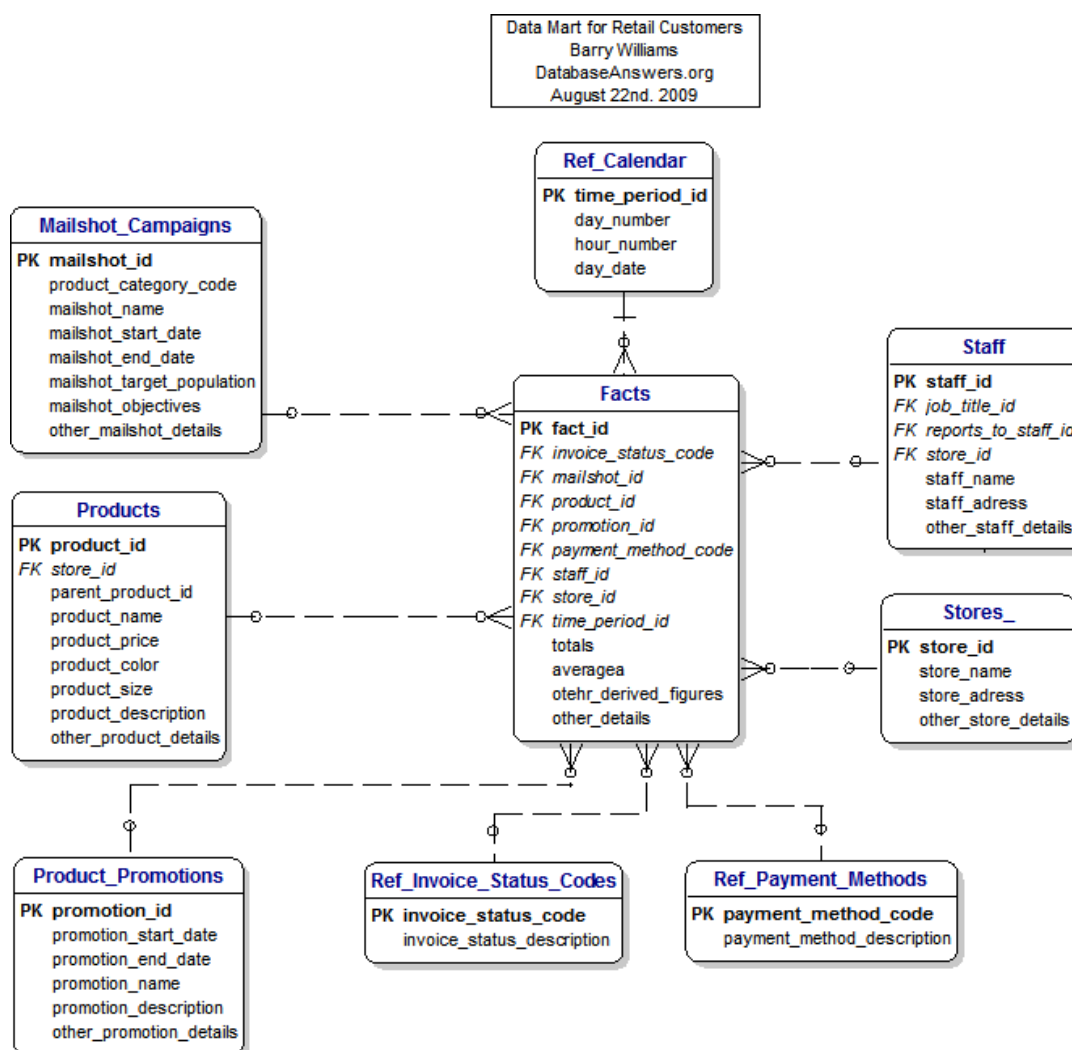 Data Mart for Retail Customers
Barry Williams
DatabaseAnswers.org
August 22nd. 2009
Ref_Calendar
PK time_period_id
day_number
hour_number
day_date
Mailshot_Campaigns
PK mailshot_id
product_category_code
mailshot_name
mailshot_start_date
mailshot_end_date
mailshot_target_population
mailshot_objectives
other_mailshot_details
Facts
PK fact_id
FK invoice_status_code
FK mailshot_id
FK product_id
FK promotion_id
FK payment_method_code
FK staff_id
FK store_id
FK time_period_id
totals
averagea
otehr_derived_figures
other_details
Staff
PK staff_id
FK job_title_id
FK reports_to_staff_id
FK store_id
staff_name
staff_adress
other_staff_details
Products
PK product_id
FK store_id
parent_product_id
product_name
product_price
product_color
product_size
product_description
other_product_details
Stores_
PK store_id
store_name
store_adress
other_store_details
Product_Promotions
PK promotion_id
promotion_start_date
promotion_end_date
promotion_name
promotion_description
other_promotion_details
Ref_Invoice_Status_Codes
PK invoice_status_code
invoice_status_description
Ref_Payment_Methods
PK payment_method_code
payment_method_description